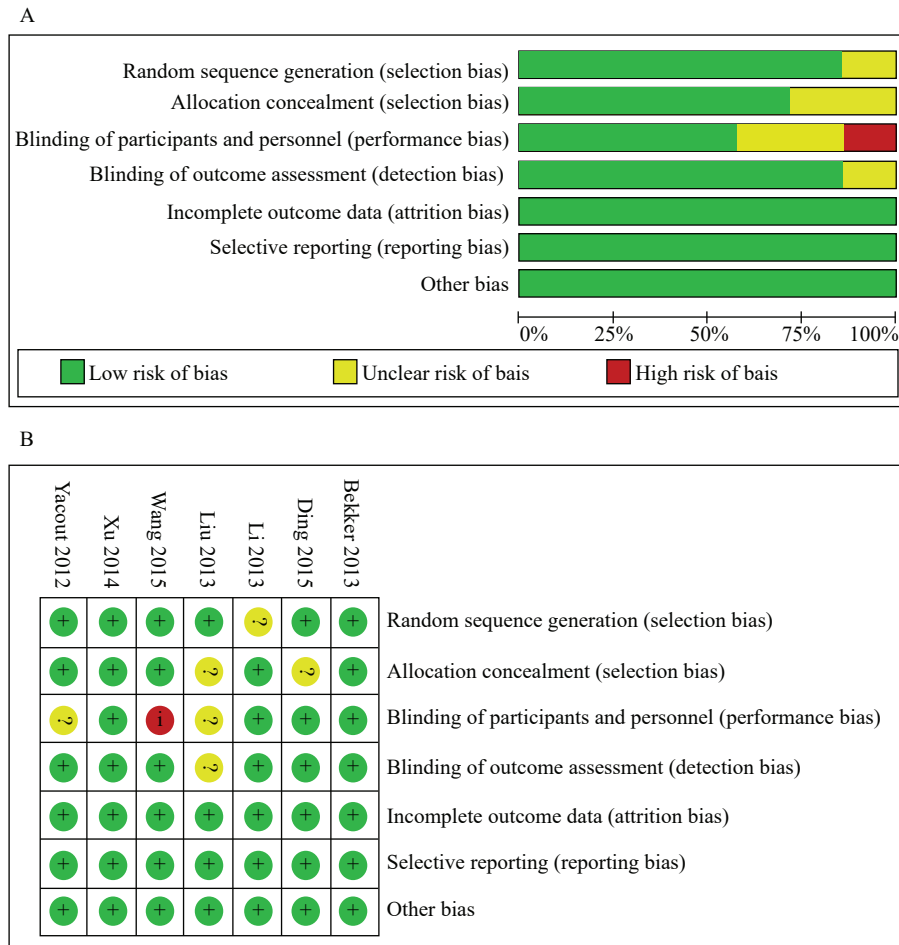 A
Random sequence generation (selection bias)
Allocation concealment (selection bias)
Blinding of participants and personnel (performance bias)
Blinding of outcome assessment (detection bias)
Incomplete outcome data (attrition bias)
Selective reporting (reporting bias)
Other bias
0% 25% 50% 75% 100%
Low risk of bias Unclear risk of bais High risk of bais
B
Yacout 2012
Xu 2014
Wang 2015
Liu 2013
Li 2013
Ding 2015
Bekker 2013
+ + + + ? + + Random sequence generation (selection bias)
+ + + ? + ? + Allocation concealment (selection bias)
? + i ? + + + Blinding of participants and personnel (performance bias)
+ + + ? + + + Blinding of outcome assessment (detection bias)
+ + + + + + + Incomplete outcome data (attrition bias)
+ + + + + + + Selective reporting (reporting bias)
+ + + + + + + Other bias